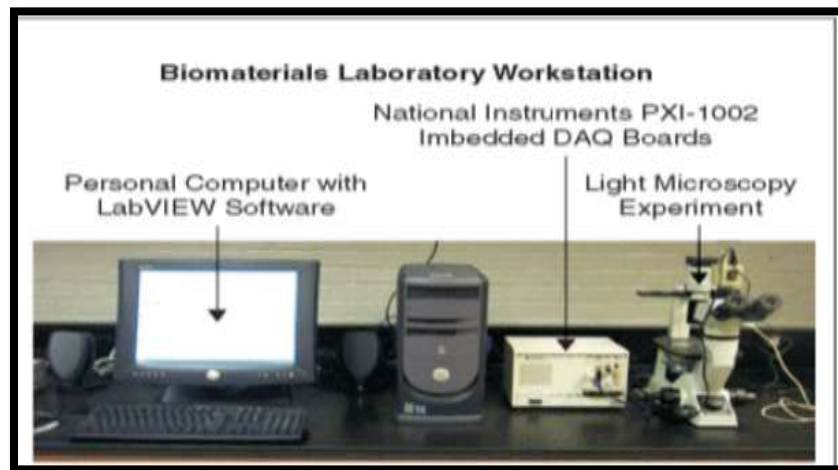 Biomaterials Laboratory Workstation
National Instruments PXI-1002
Imbedded DAQ Boards
Personal Computer with
LabVIEW Software
Light Microscopy
Experiment